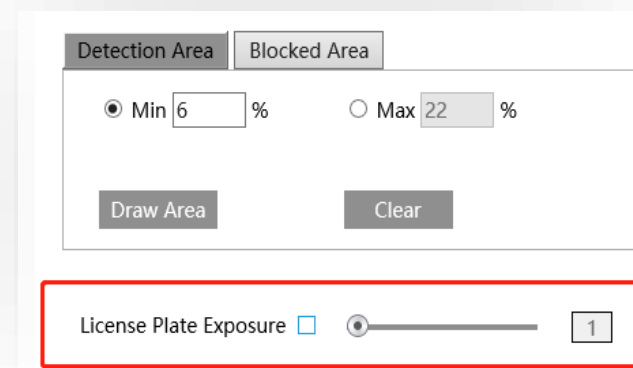 Detection Area Blocked Area
Min 6 % Max 22 %
Draw Area Clear
License Plate Exposure 1